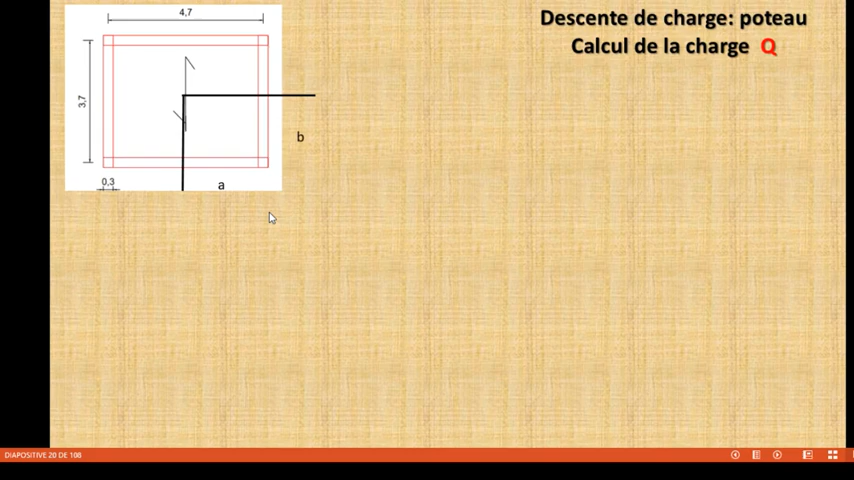 Descente de charge: poteau
Calcul de la charge Q
4,7
3,7
b
0,3
a
DIAPOSITIVE 20 DE 108